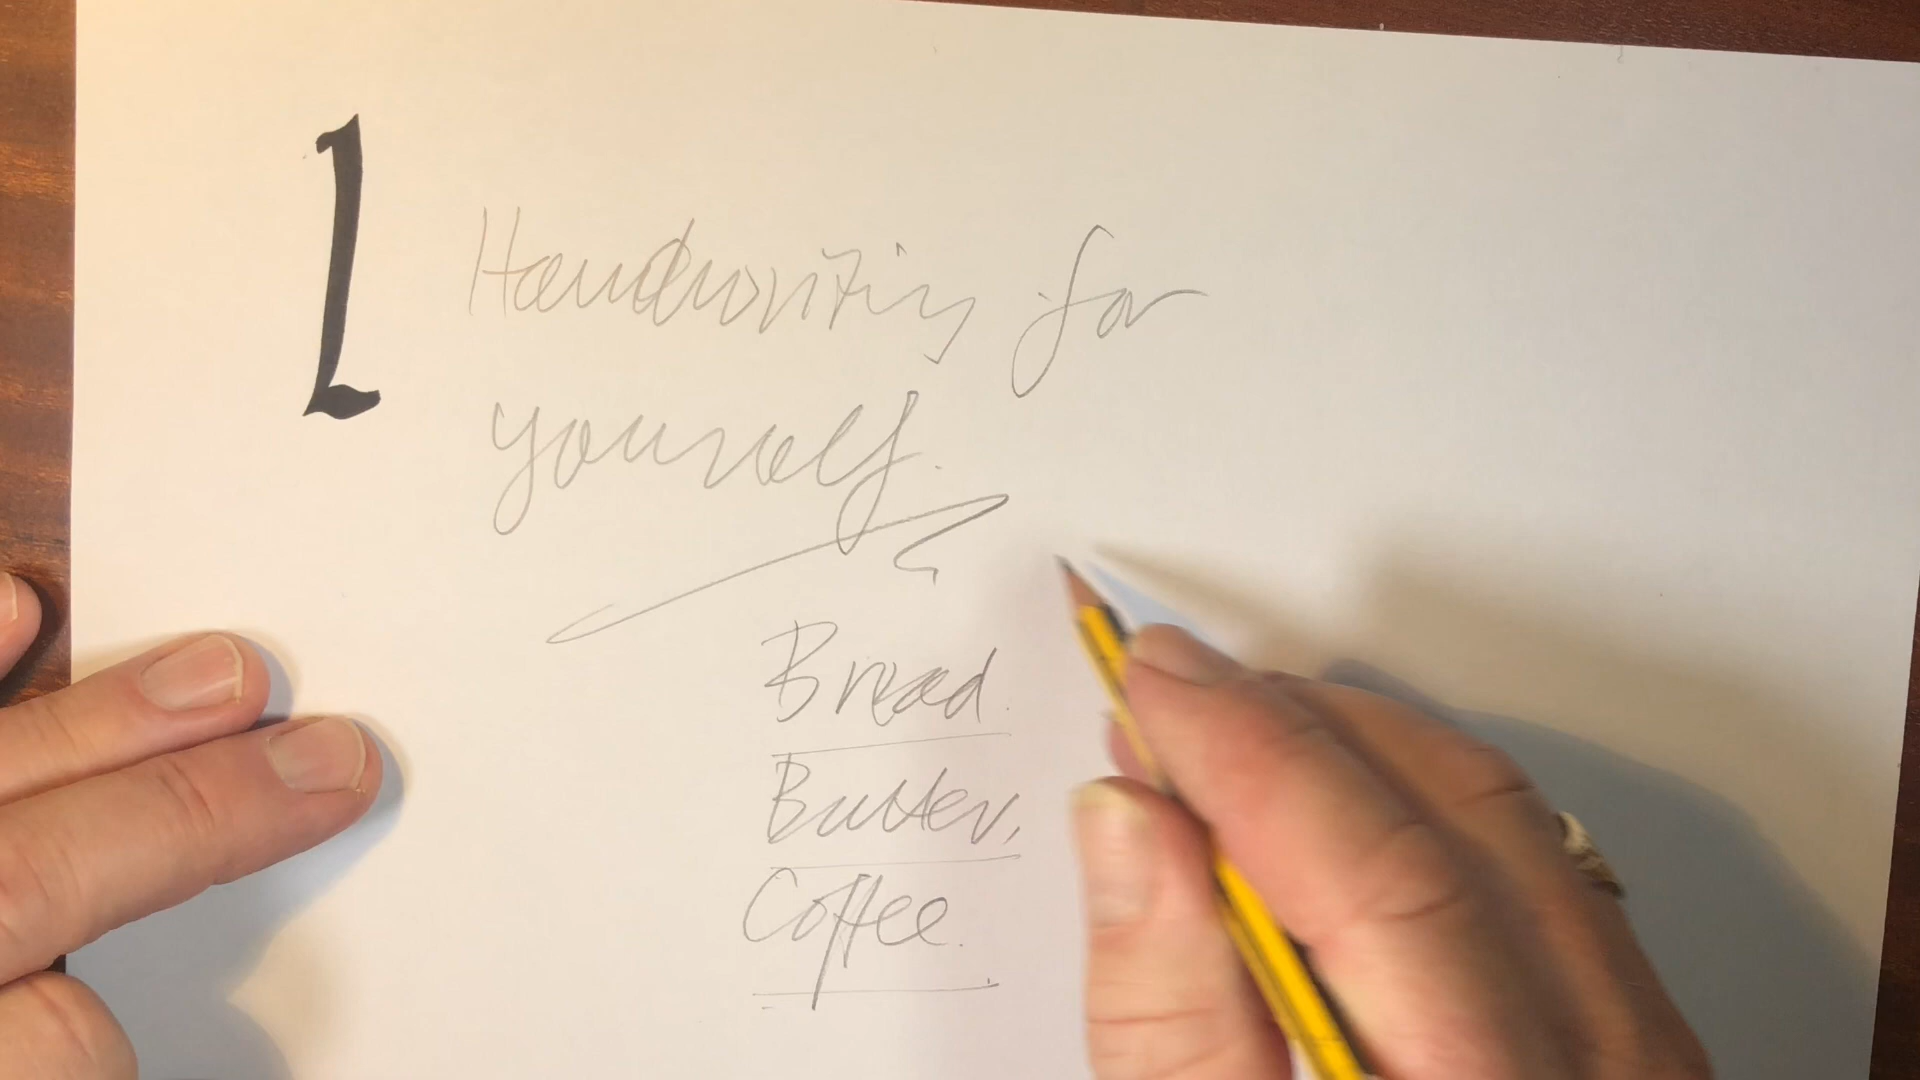 1 Handwriting for
yourself.
Bread.
Butter,
Coffee.